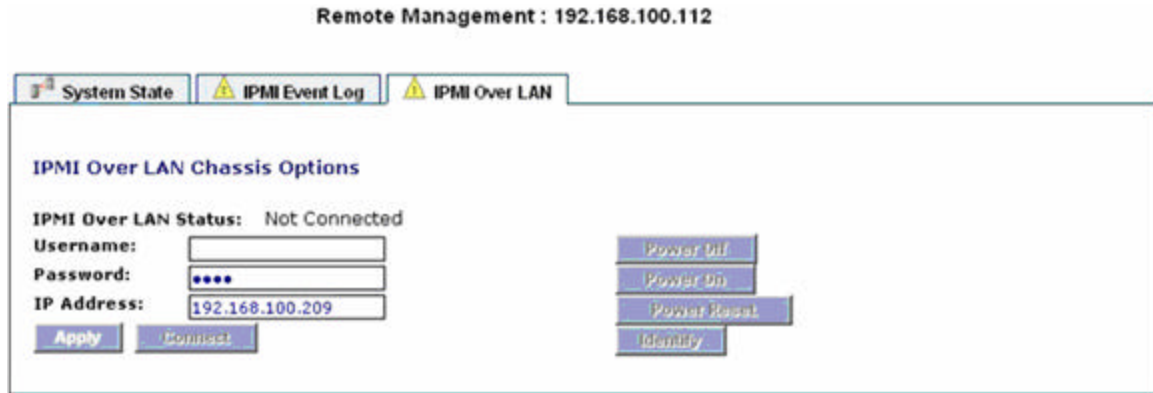 Remote Management : 192.168.100.112
System State IPMI Event Log IPMI Over LAN
IPMI Over LAN Chassis Options
IPMI Over LAN Status: Not Connected
Username:
Power Off
Password: ••••
Power On
IP Address: 192.168.100.209
Power Reset
Apply Connect
Identify